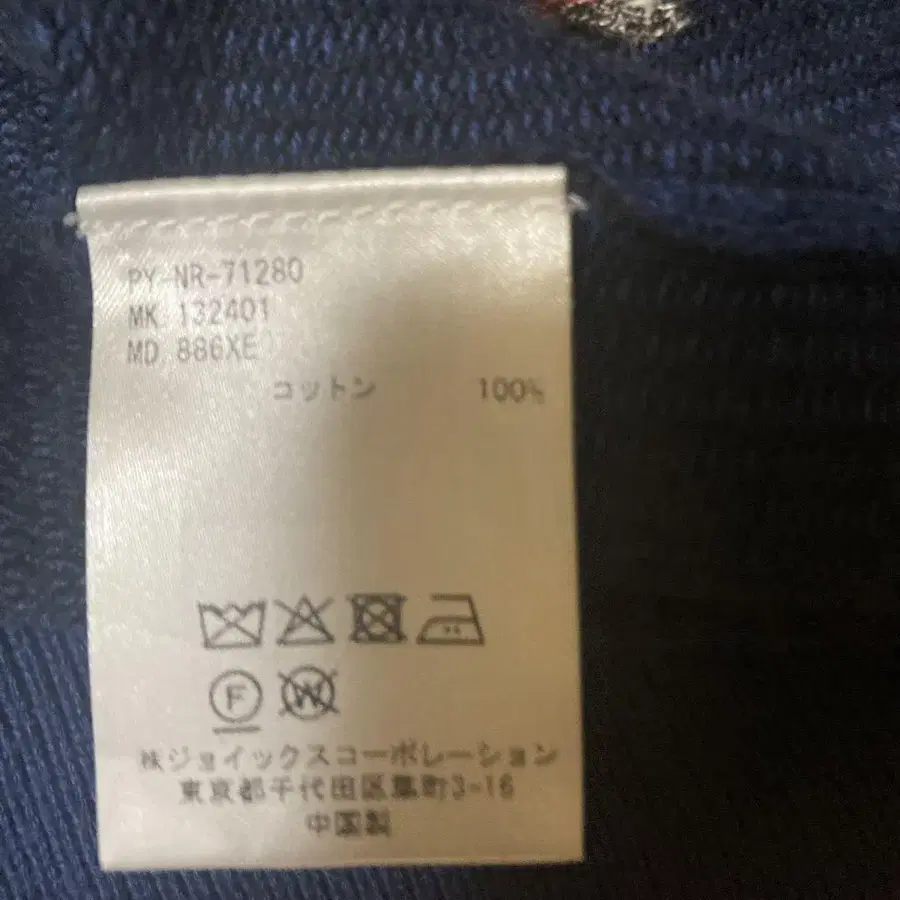 PY-NR-71280
MK 132401
MD 886XE
コットン 100%
F W
㈱ジョイックスコーポレーション
東京都千代田区麹町3-16
中国製